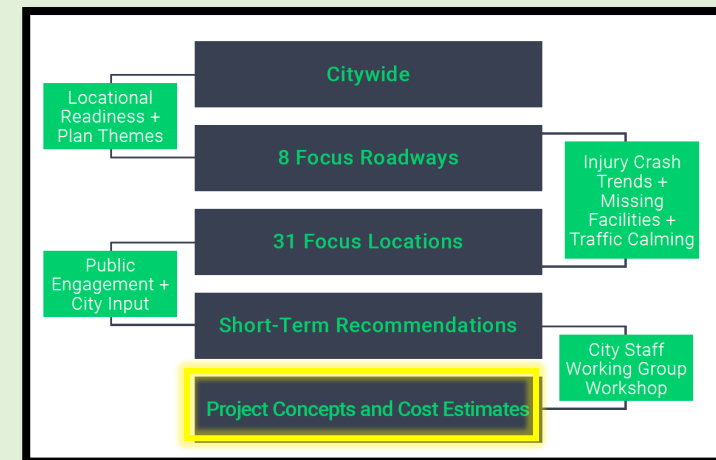 Citywide
Locational
Readiness +
Plan Themes
8 Focus Roadways
Injury Crash
Trends +
Missing
Facilities +
Traffic Calming
31 Focus Locations
Public
Engagement +
City Input
Short-Term Recommendations
City Staff
Working Group
Workshop
Project Concepts and Cost Estimates